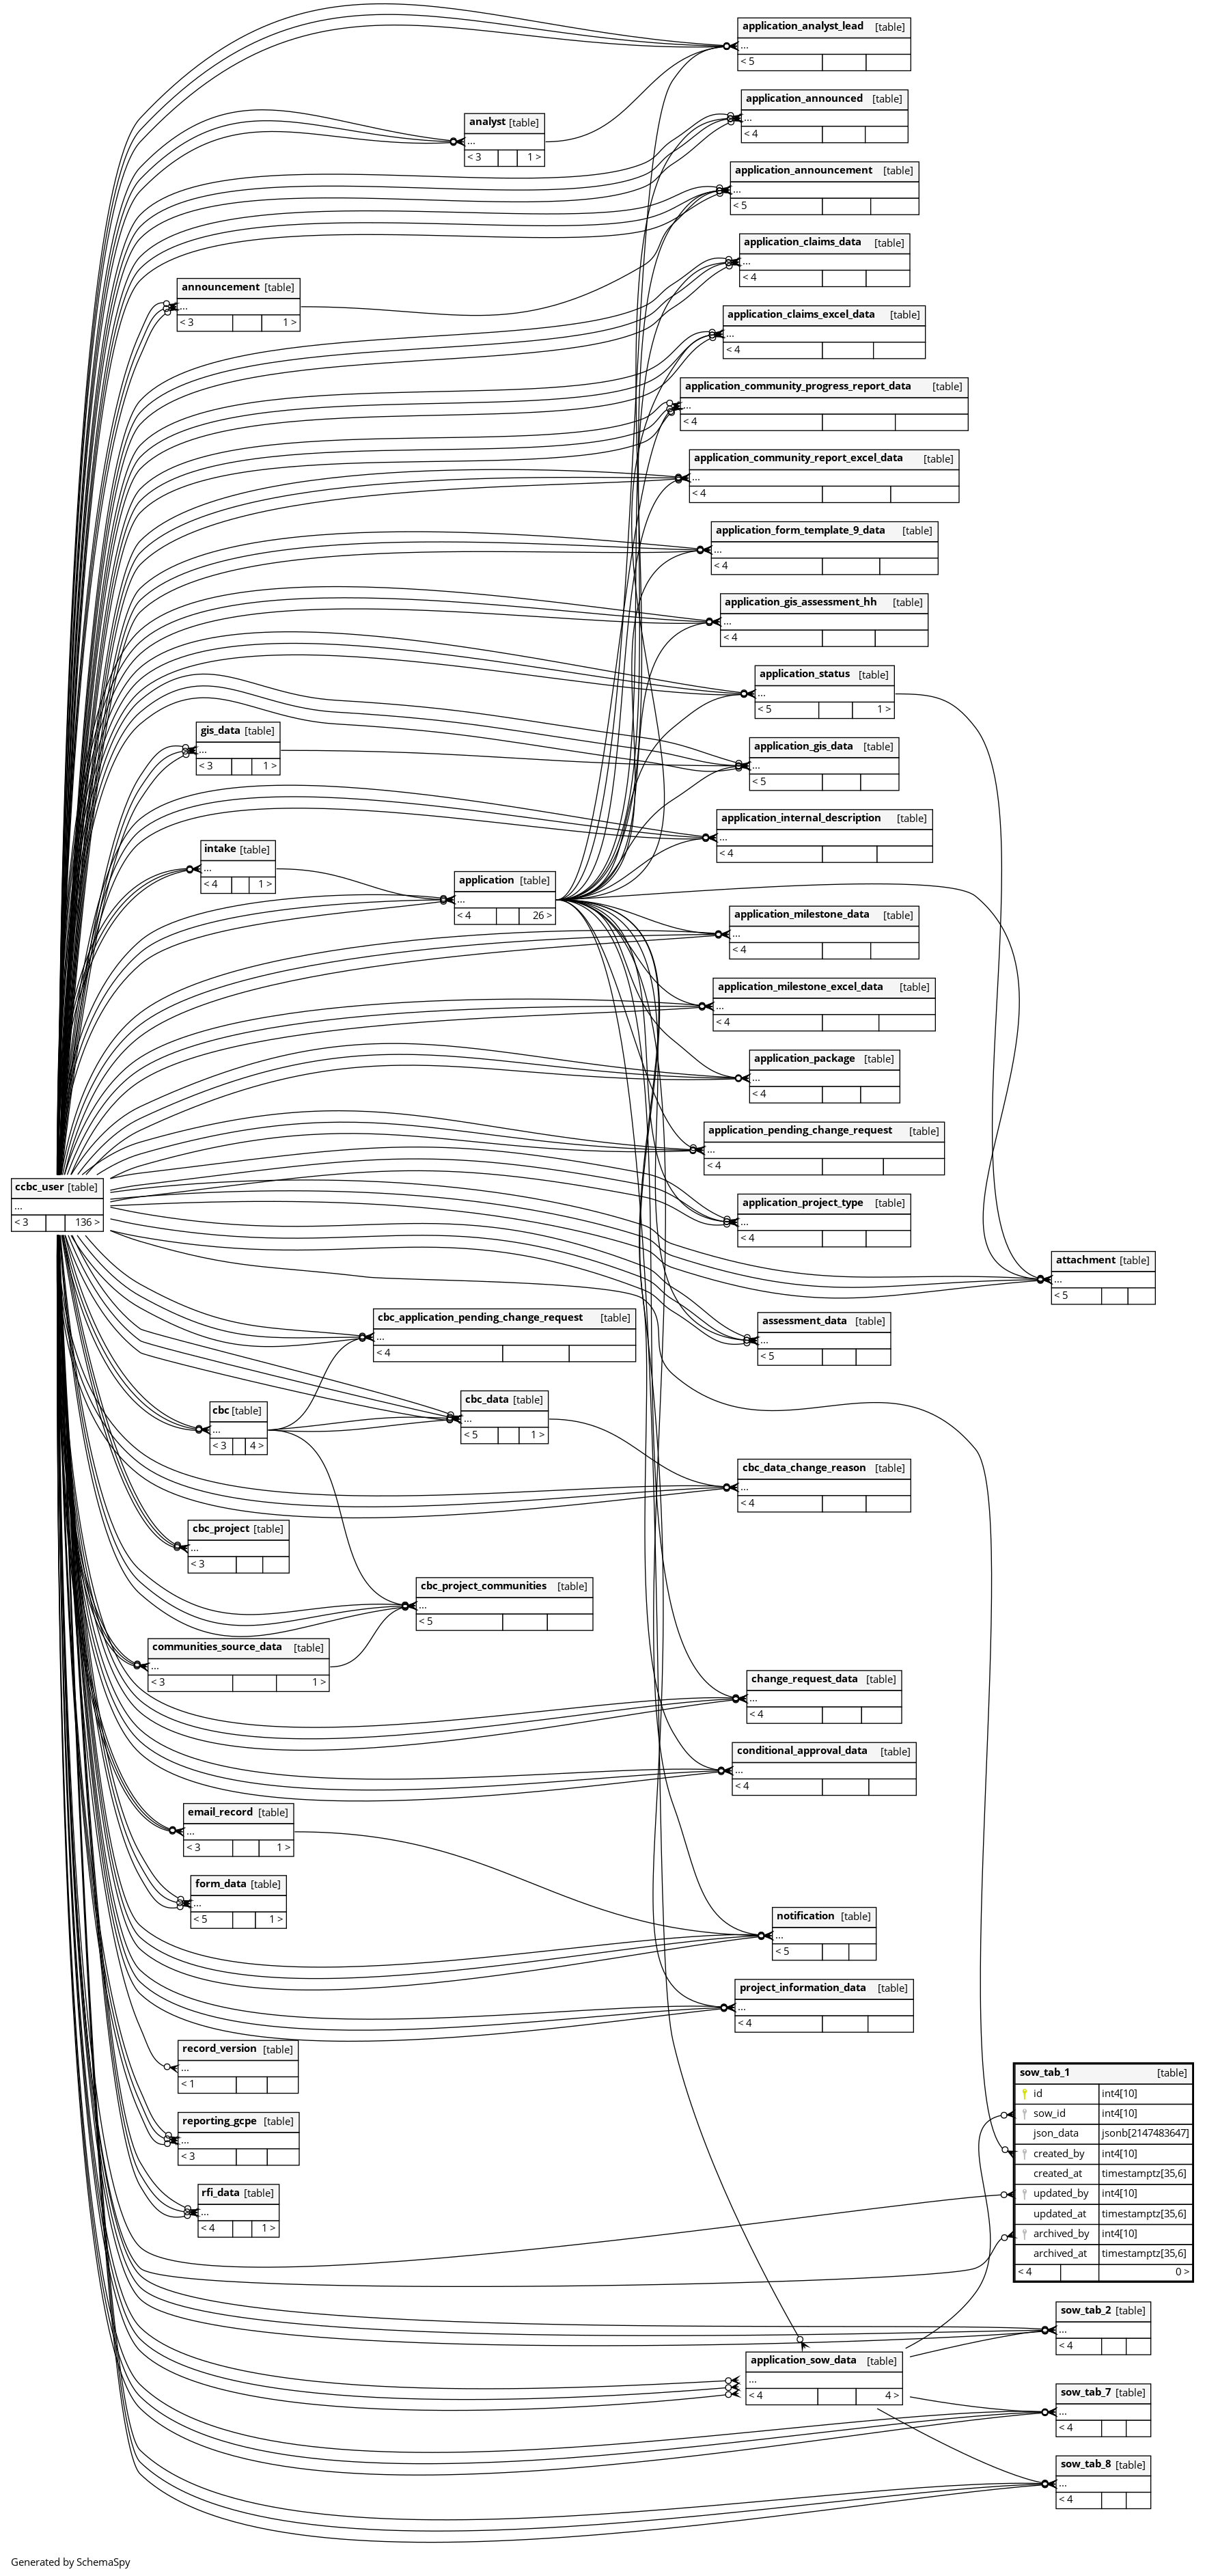 application_analyst_lead [table]
...
< 5
application_announced [table]
...
< 4
analyst [table]
...
< 3 1 >
application_announcement [table]
...
< 5
application_claims_data [table]
...
< 4
announcement [table]
...
< 3 1 >
application_claims_excel_data [table]
...
< 4
application_community_progress_report_data [table]
...
< 4
application_community_report_excel_data [table]
...
< 4
application_form_template_9_data [table]
...
< 4
application_gis_assessment_hh [table]
...
< 4
application_status [table]
...
< 5 1 >
gis_data [table]
...
< 3 1 >
application_gis_data [table]
...
< 5
application_internal_description [table]
...
< 4
intake [table]
...
< 4 1 >
application [table]
...
< 4 26 >
application_milestone_data [table]
...
< 4
application_milestone_excel_data [table]
...
< 4
application_package [table]
...
< 4
application_pending_change_request [table]
...
< 4
ccbc_user [table]
...
< 3 136 >
application_project_type [table]
...
< 4
attachment [table]
...
< 5
cbc_application_pending_change_request [table]
...
< 4
assessment_data [table]
...
< 5
cbc [table]
...
< 3 4 >
cbc_data [table]
...
< 5 1 >
cbc_data_change_reason [table]
...
< 4
cbc_project [table]
...
< 3
cbc_project_communities [table]
...
< 5
communities_source_data [table]
...
< 3 1 >
change_request_data [table]
...
< 4
conditional_approval_data [table]
...
< 4
email_record [table]
...
< 3 1 >
form_data [table]
...
< 5 1 >
notification [table]
...
< 5
project_information_data [table]
...
< 4
record_version [table]
...
< 1
sow_tab_1 [table]
id int4[10]
sow_id int4[10]
json_data jsonb[2147483647]
created_by int4[10]
created_at timestamptz[35,6]
updated_by int4[10]
updated_at timestamptz[35,6]
archived_by int4[10]
archived_at timestamptz[35,6]
< 4 0 >
reporting_gcpe [table]
...
< 3
rfi_data [table]
...
< 4 1 >
sow_tab_2 [table]
...
< 4
application_sow_data [table]
...
< 4 4 >
sow_tab_7 [table]
...
< 4
sow_tab_8 [table]
...
< 4
Generated by SchemaSpy